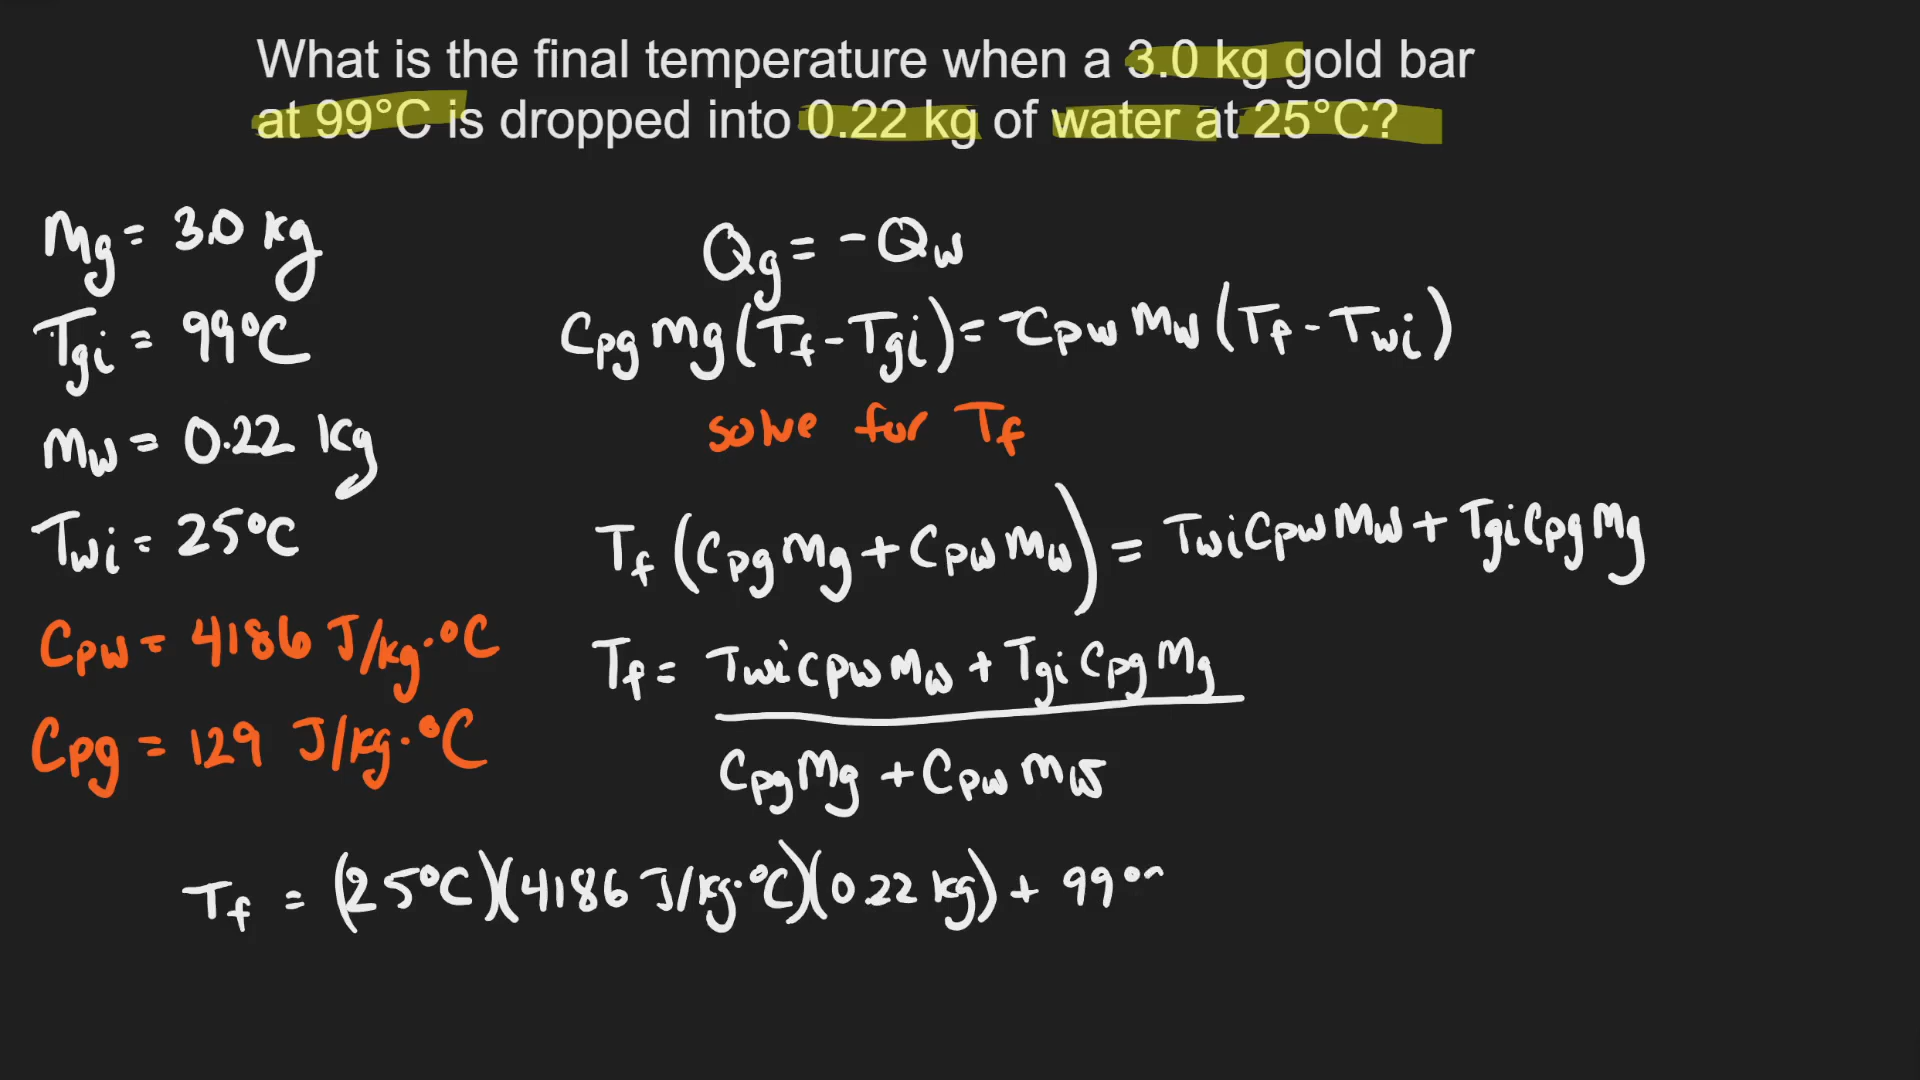 What is the final temperature when a 3.0 kg gold bar
at 99°C is dropped into 0.22 kg of water at 25°C?
mg = 3.0 kg
Tgi = 99°C
mw = 0.22 kg
Twi = 25°C
Cpw = 4186 J/kg·°C
Cpg = 129 J/kg·°C
Qg = -Qw
Cpg mg (Tf - Tgi) = -Cpw mw (Tf - Twi)
solve for Tf
Tf (Cpg mg + Cpw mw) = Twi Cpw mw + Tgi Cpg mg
Tf = Twi Cpw mw + Tgi Cpg mg
Cpg mg + Cpw mw
Tf = (25°C)(4186 J/kg·°C)(0.22 kg) + 99°